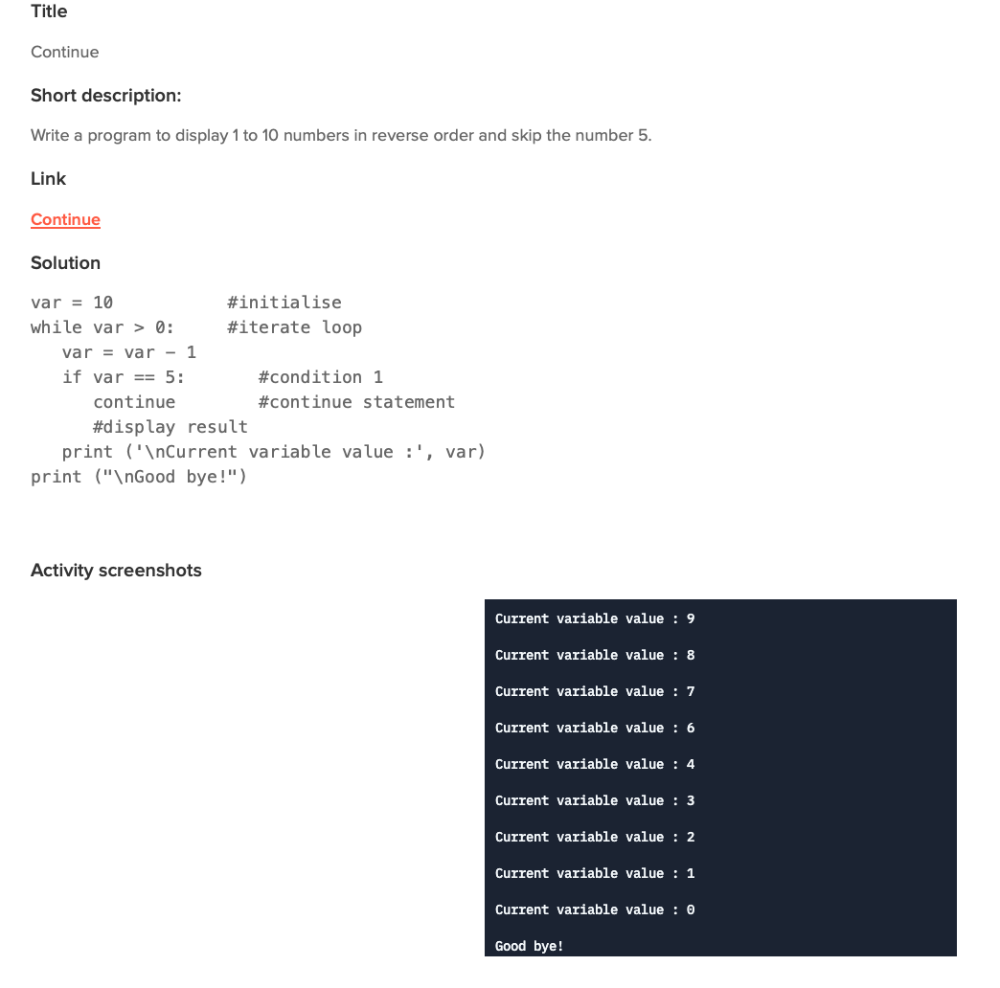 Title
Continue
Short description:
Write a program to display 1 to 10 numbers in reverse order and skip the number 5.
Link
Continue
Solution
var = 10           #initialise
while var > 0:     #iterate loop
   var = var – 1
   if var == 5:       #condition 1
      continue        #continue statement
      #display result
   print ('\nCurrent variable value :', var)
print ("\nGood bye!")
Activity screenshots
Current variable value : 9
Current variable value : 8
Current variable value : 7
Current variable value : 6
Current variable value : 4
Current variable value : 3
Current variable value : 2
Current variable value : 1
Current variable value : 0
Good bye!